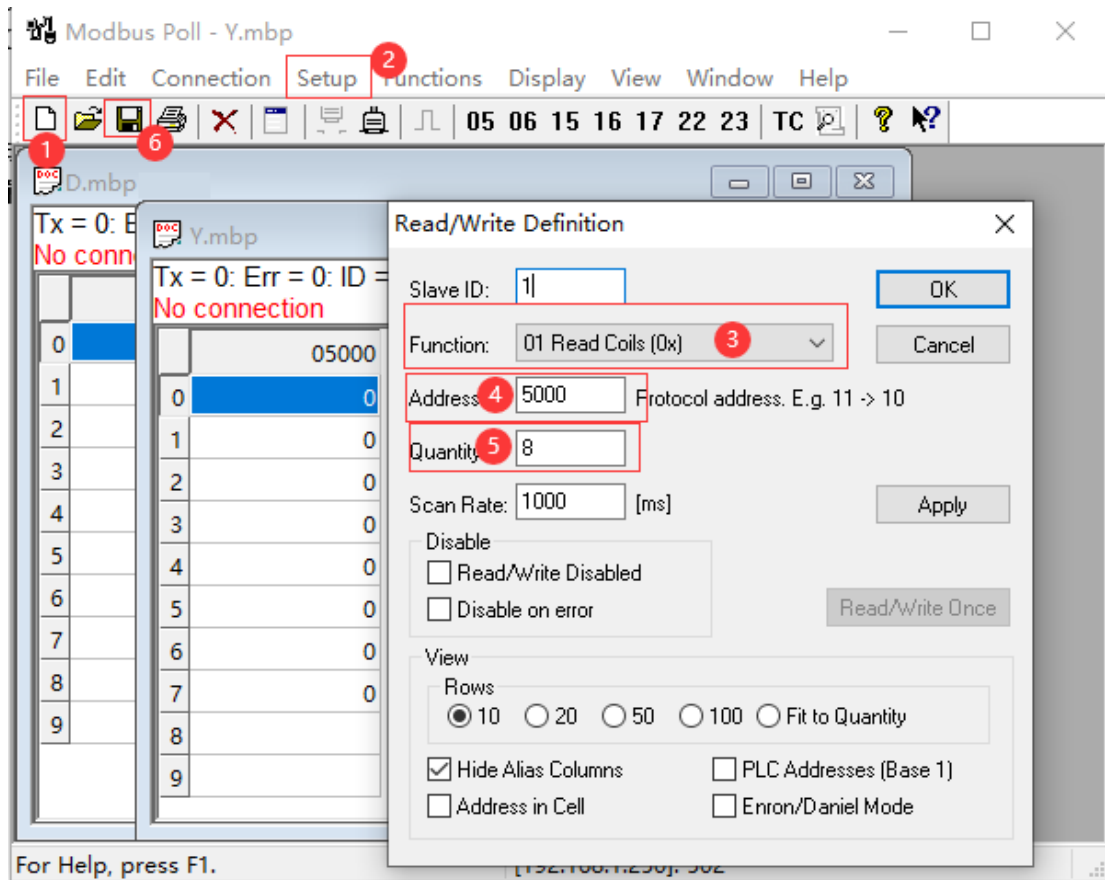 Modbus Poll - Y.mbp
File Edit Connection Setup 2 Functions Display View Window Help
05 06 15 16 17 22 23 TC
1 6
D.mbp
Tx = 0: E
No conn
0
1
2
3
4
5
6
7
8
9
Y.mbp
Tx = 0: Err = 0: ID =
No connection
05000
0 0
1 0
2 0
3 0
4 0
5 0
6 0
7 0
8
9
Read/Write Definition
Slave ID: 1 OK
Function: 01 Read Coils (0x) 3 Cancel
Address 4 5000 Protocol address. E.g. 11 -> 10
Quantity 5 8
Scan Rate: 1000 [ms] Apply
Disable
Read/Write Disabled
Disable on error Read/Write Once
View
Rows
10 20 50 100 Fit to Quantity
Hide Alias Columns PLC Addresses (Base 1)
Address in Cell Enron/Daniel Mode
For Help, press F1.